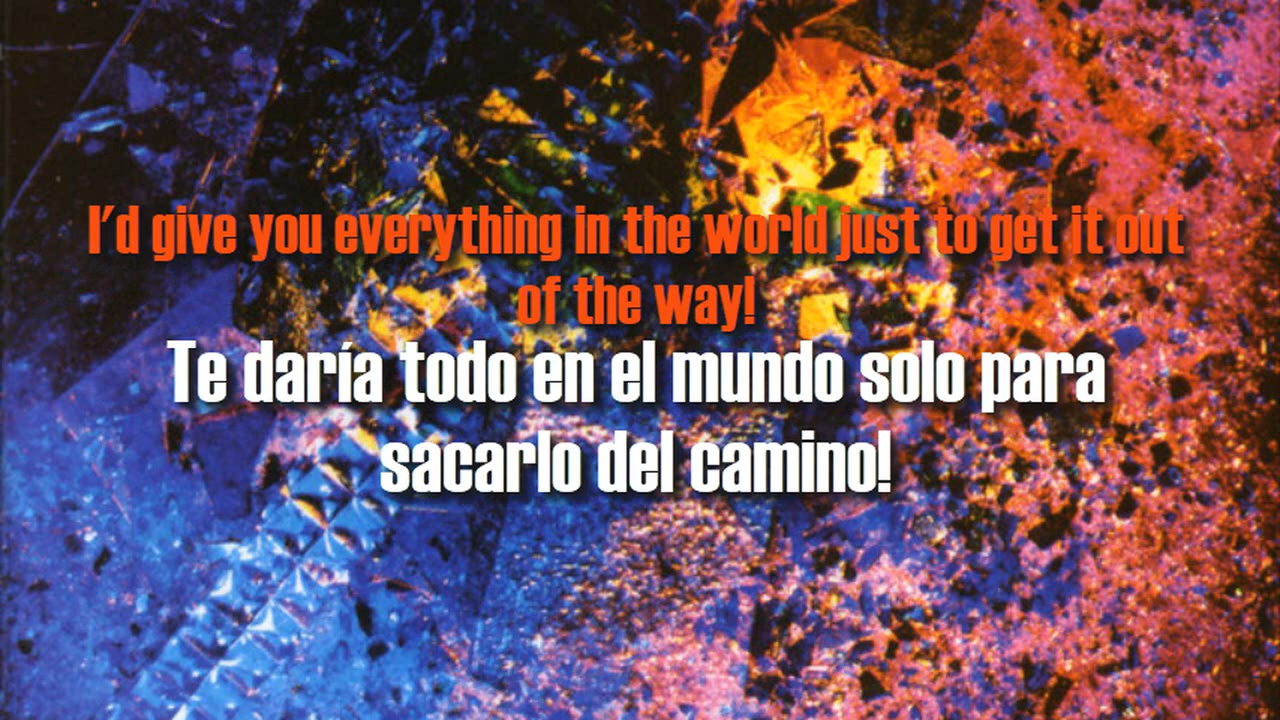 I'd give you everything in the world just to get it out
of the way!
Te daría todo en el mundo solo para
sacarlo del camino!